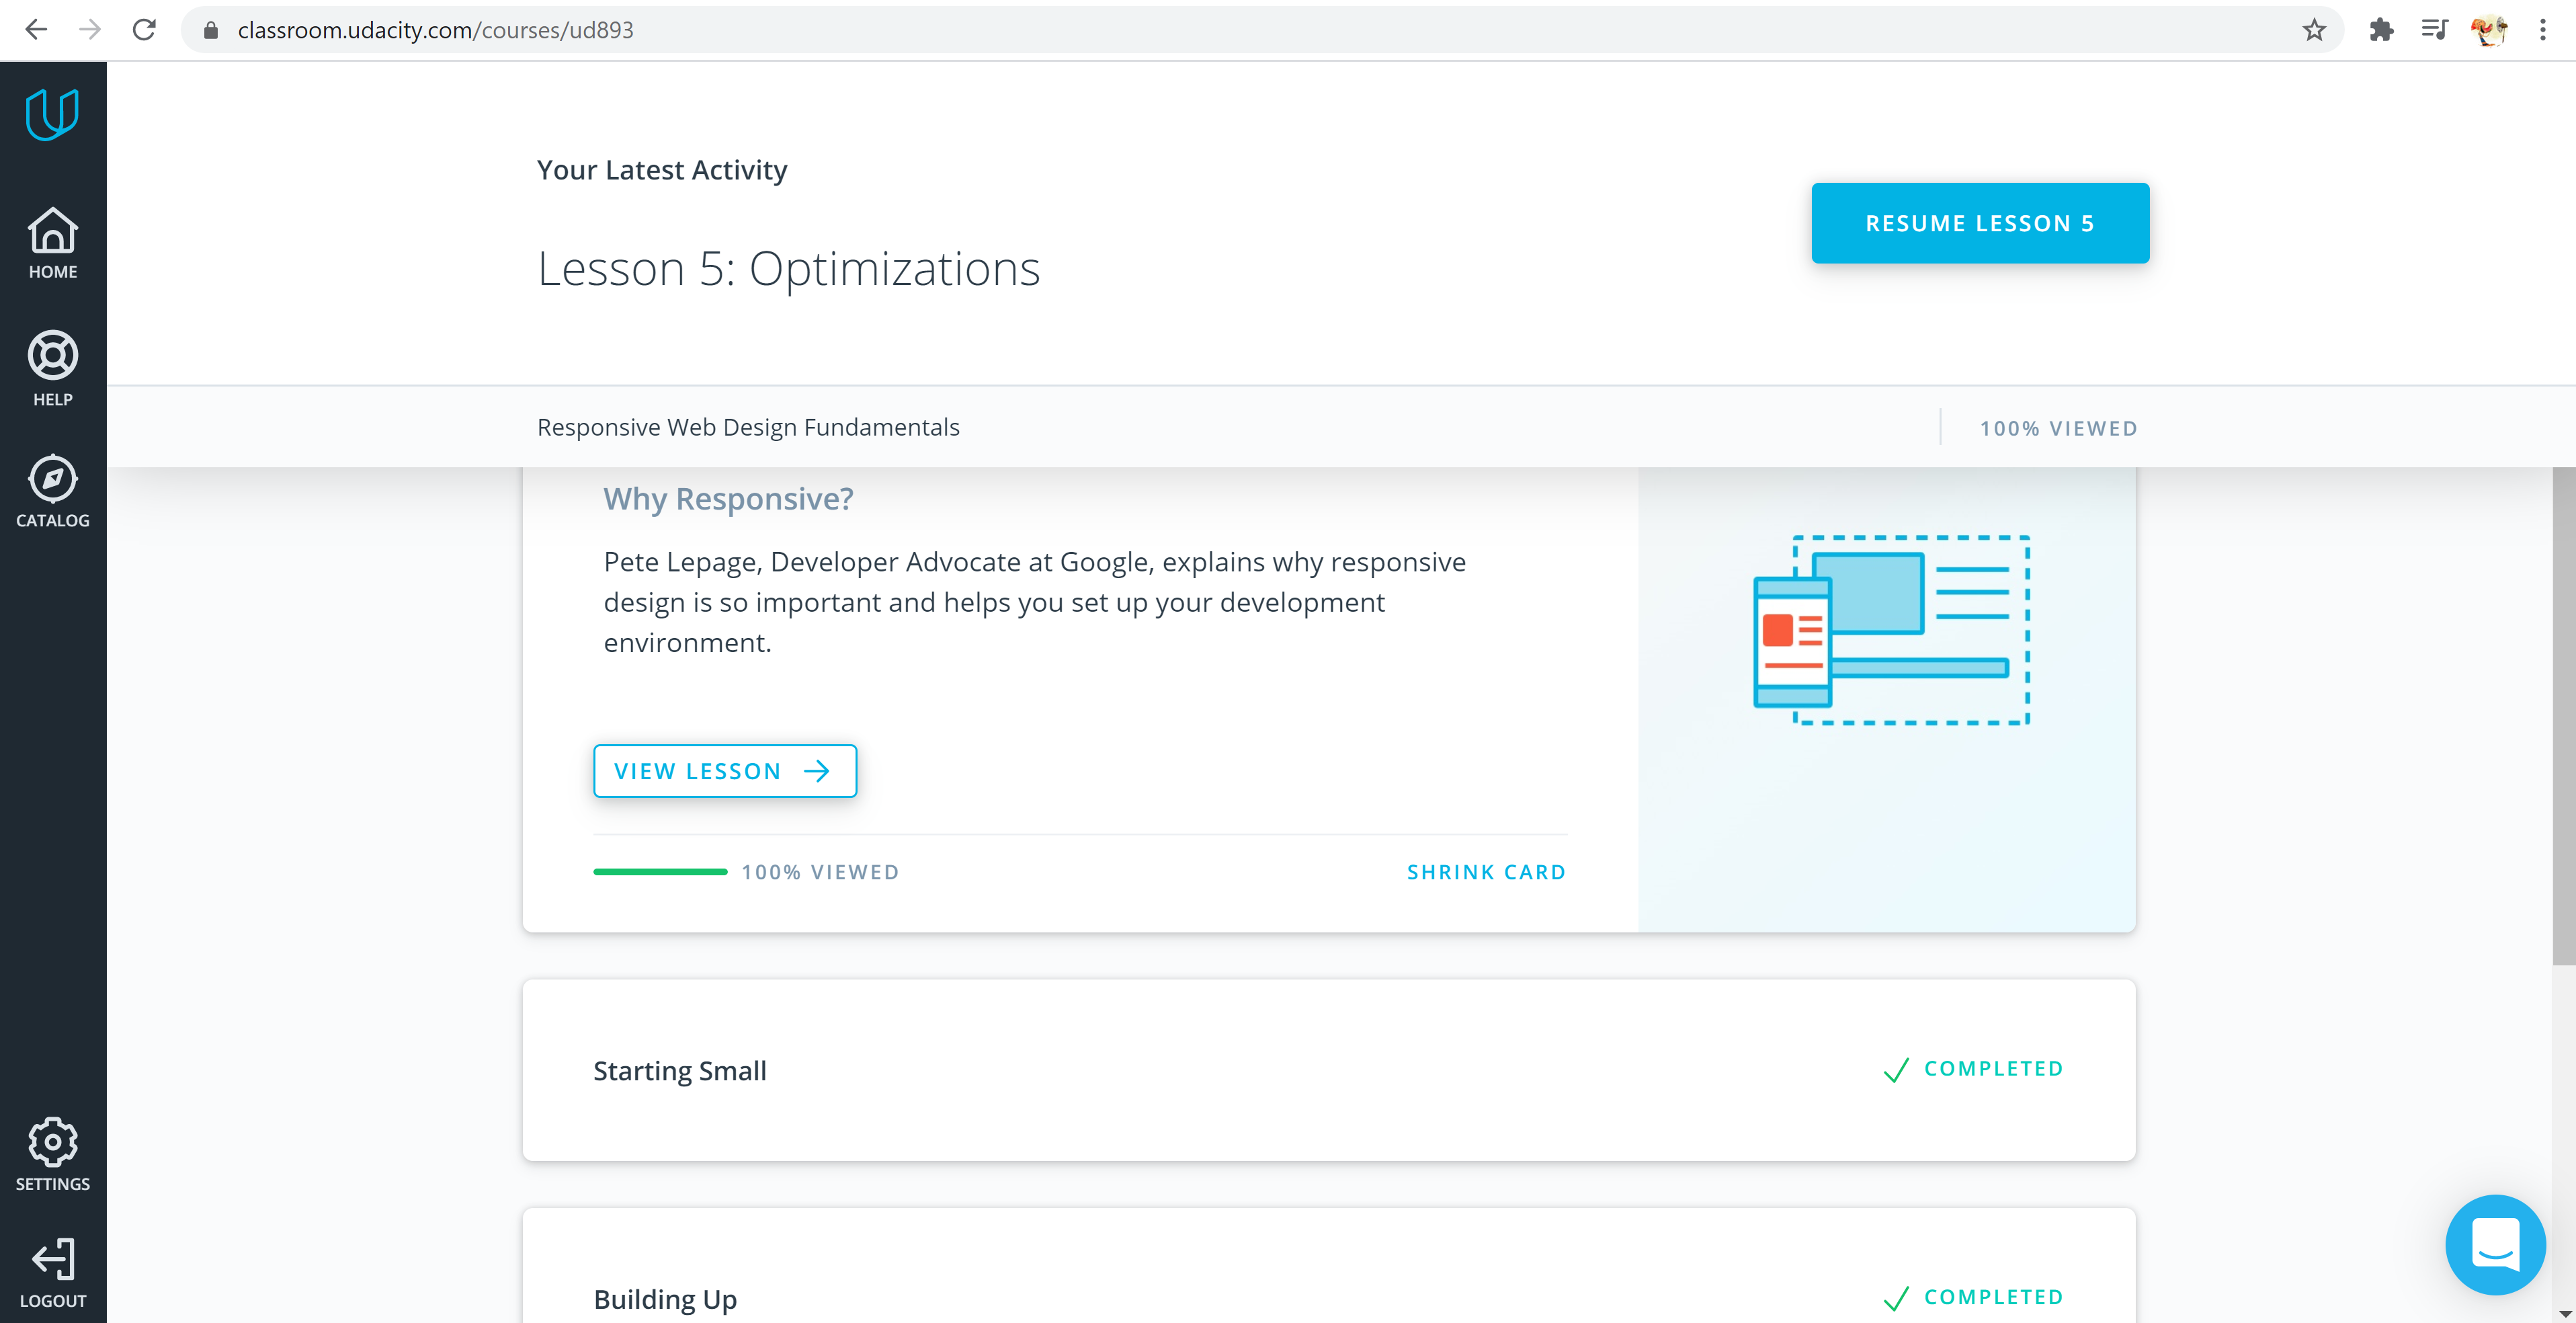 classroom.udacity.com/courses/ud893
HOME
HELP
CATALOG
SETTINGS
LOGOUT
Your Latest Activity
Lesson 5: Optimizations
RESUME LESSON 5
Responsive Web Design Fundamentals
100% VIEWED
Why Responsive?
Pete Lepage, Developer Advocate at Google, explains why responsive
design is so important and helps you set up your development
environment.
VIEW LESSON
100% VIEWED
SHRINK CARD
Starting Small
COMPLETED
Building Up
COMPLETED